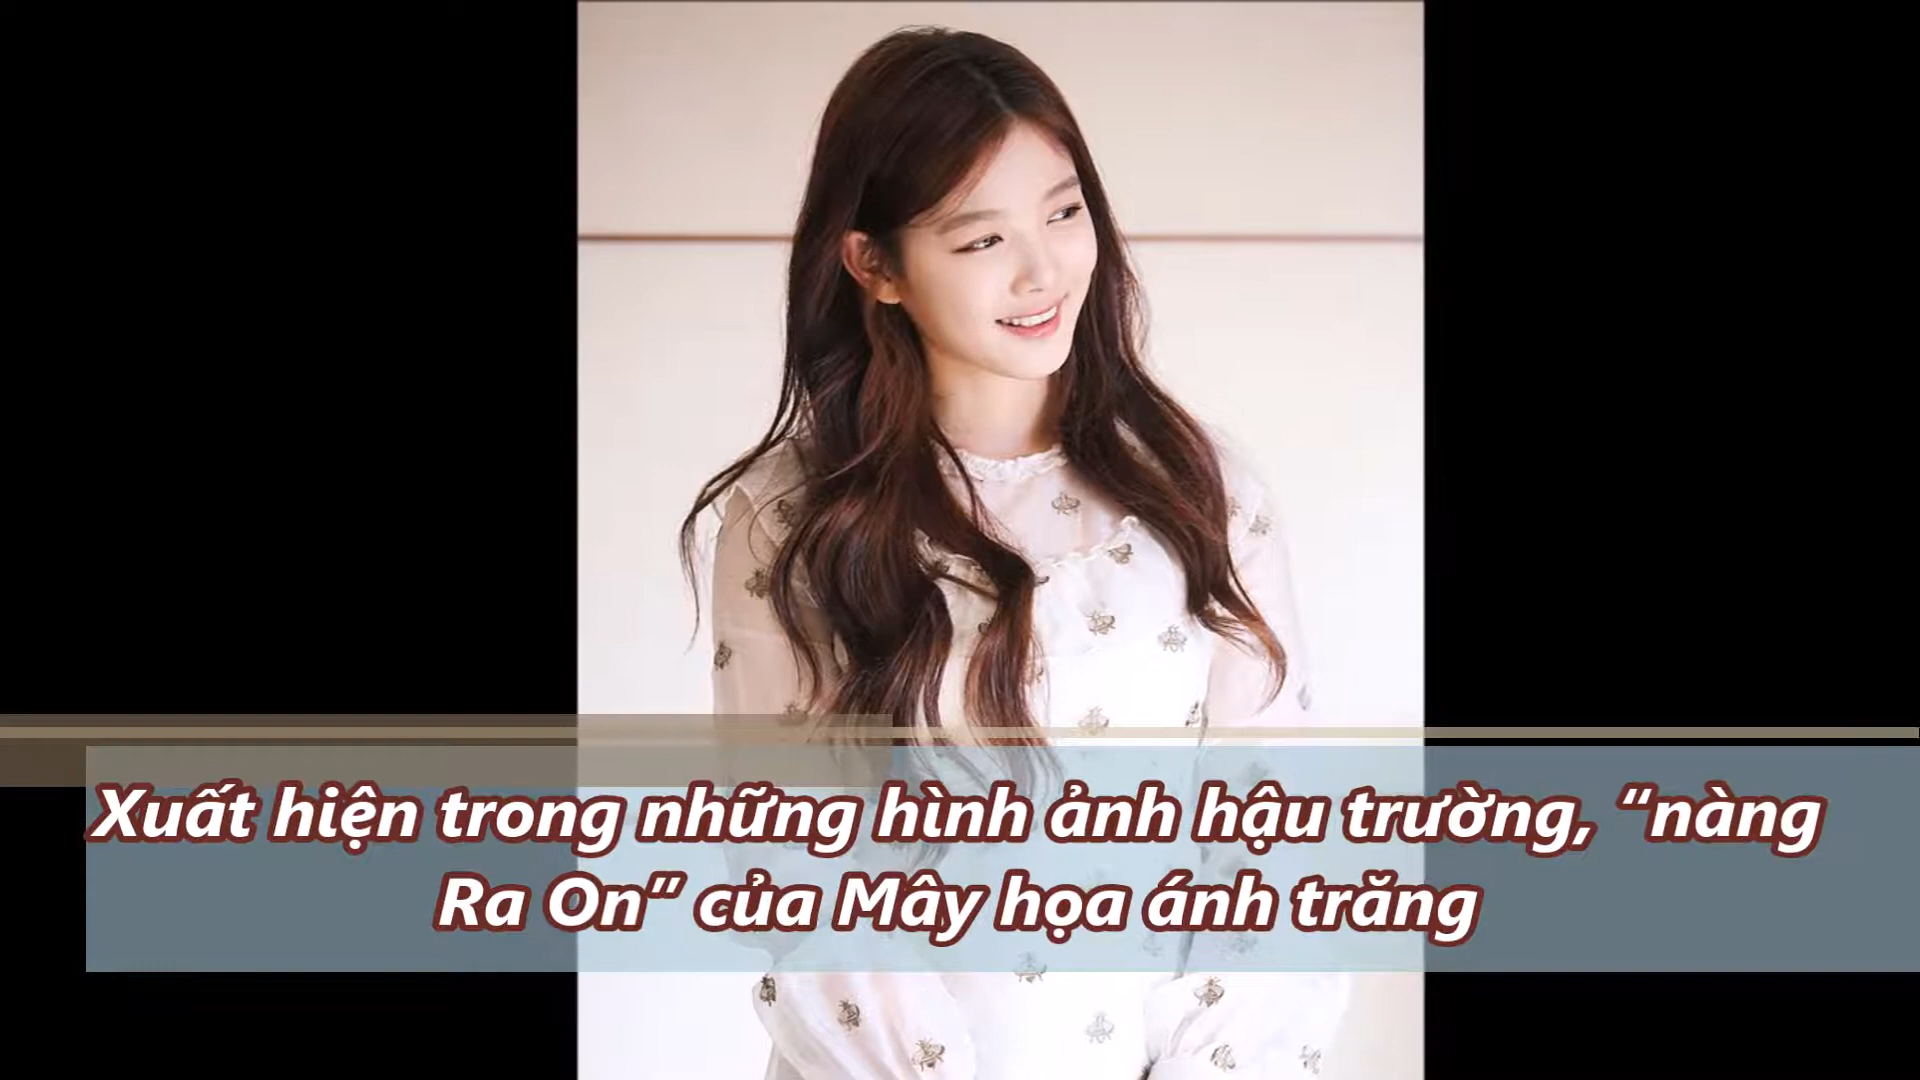 Xuất hiện trong những hình ảnh hậu trường, “nàng
Ra On” của Mây họa ánh trăng